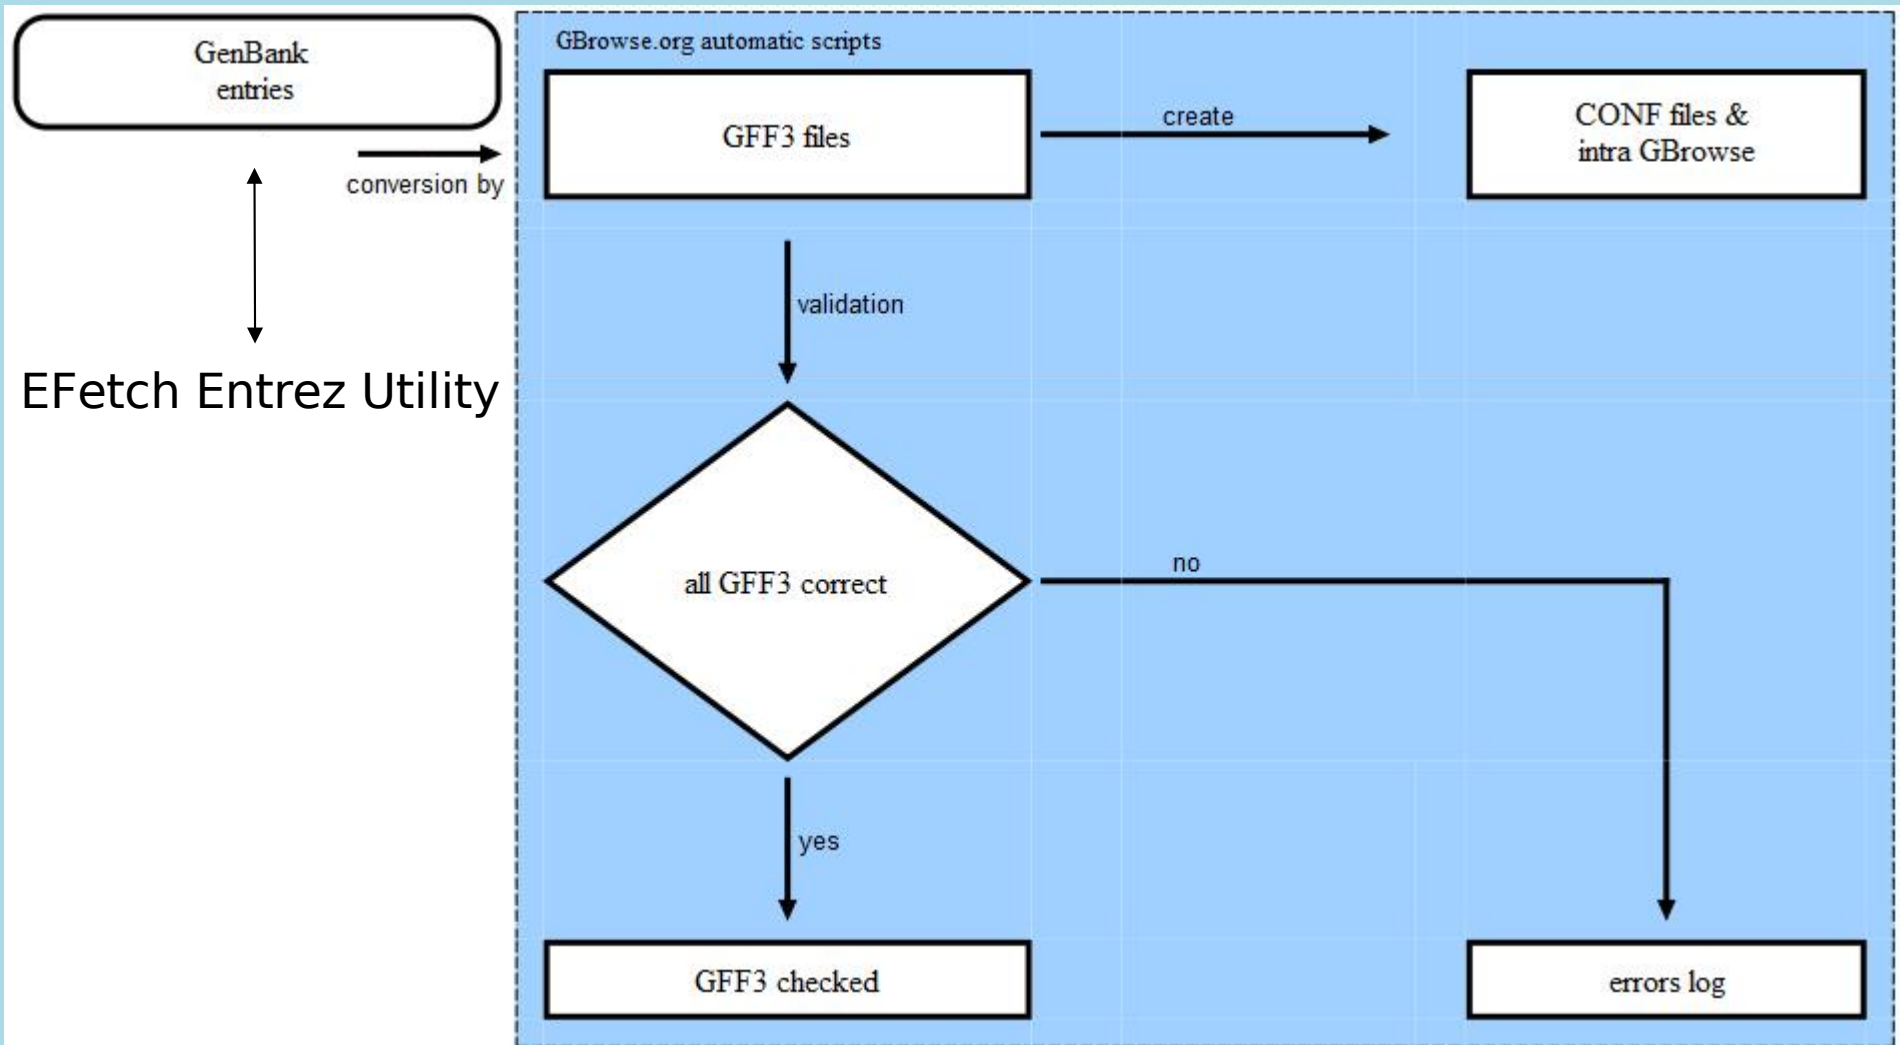 GenBank
entries
conversion by
EFetch Entrez Utility
GBrowse.org automatic scripts
GFF3 files
create
CONF files &
intra GBrowse
validation
all GFF3 correct
no
yes
GFF3 checked
errors log